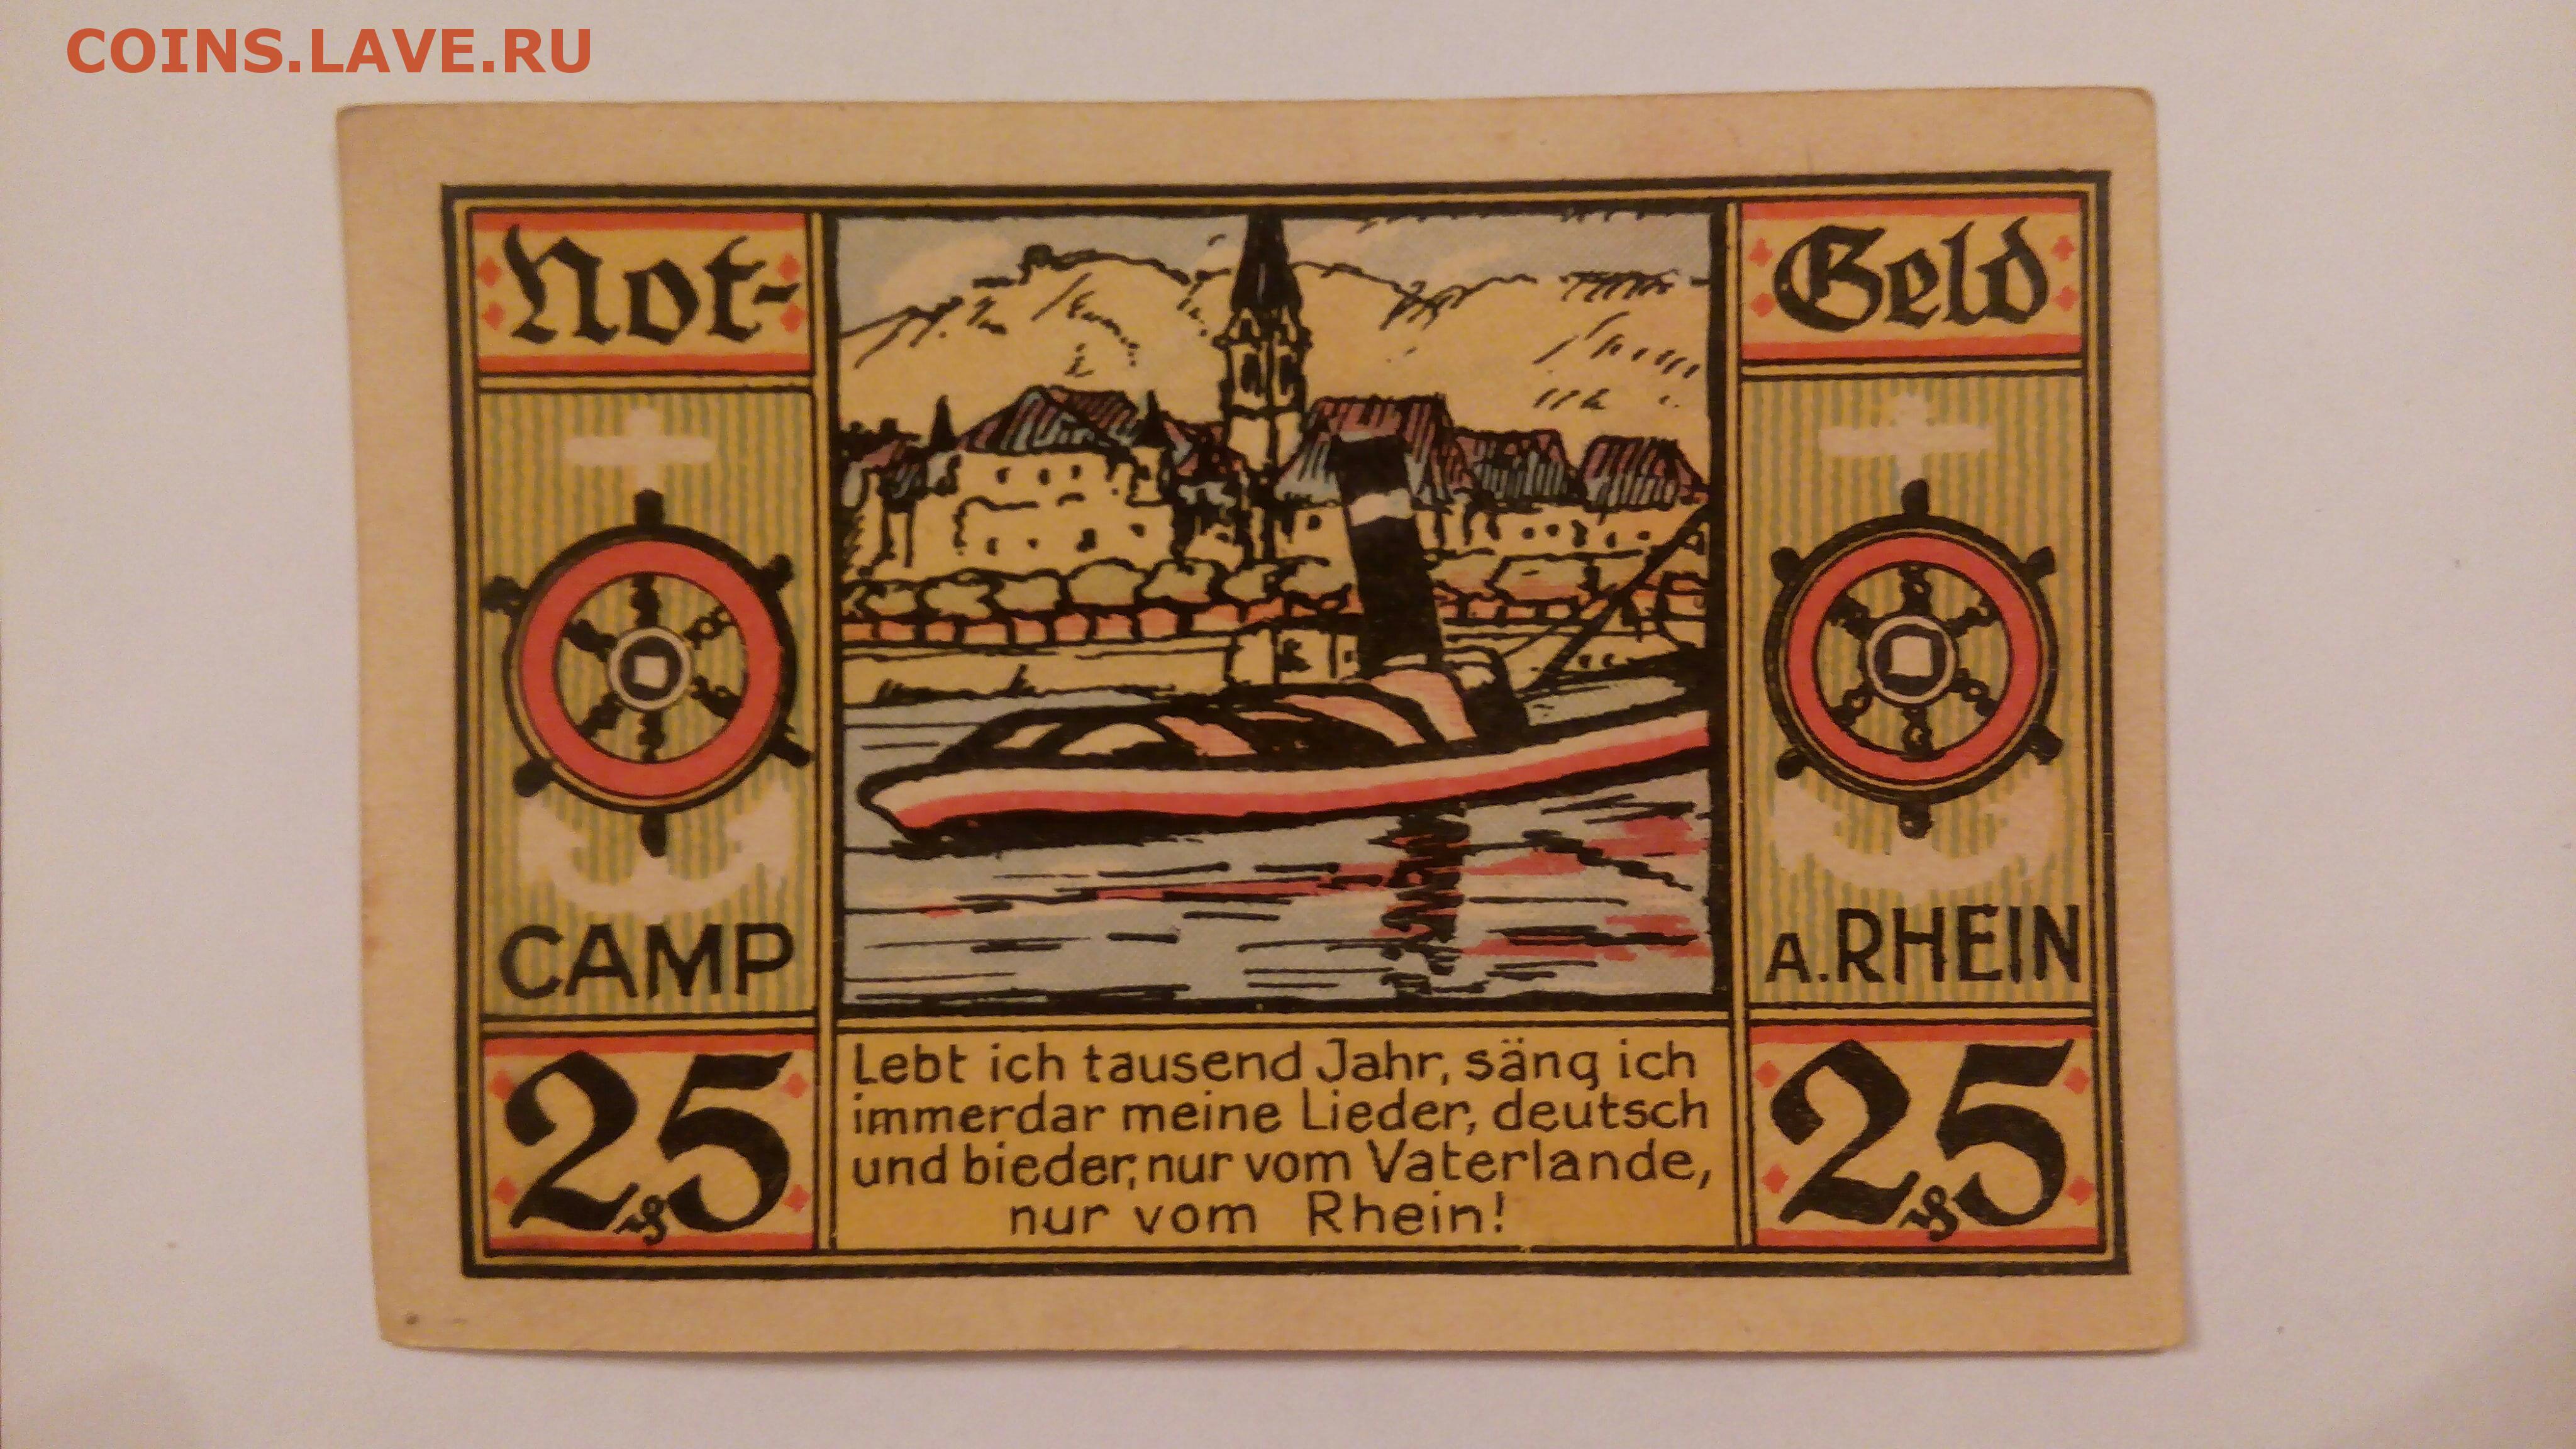 COINS.LAVE.RU
Not-
Geld
CAMP
A.RHEIN
25
25
Lebt ich tausend Jahr, säng ich
immerdar meine Lieder, deutsch
und bieder, nur vom Vaterlande,
nur vom Rhein!